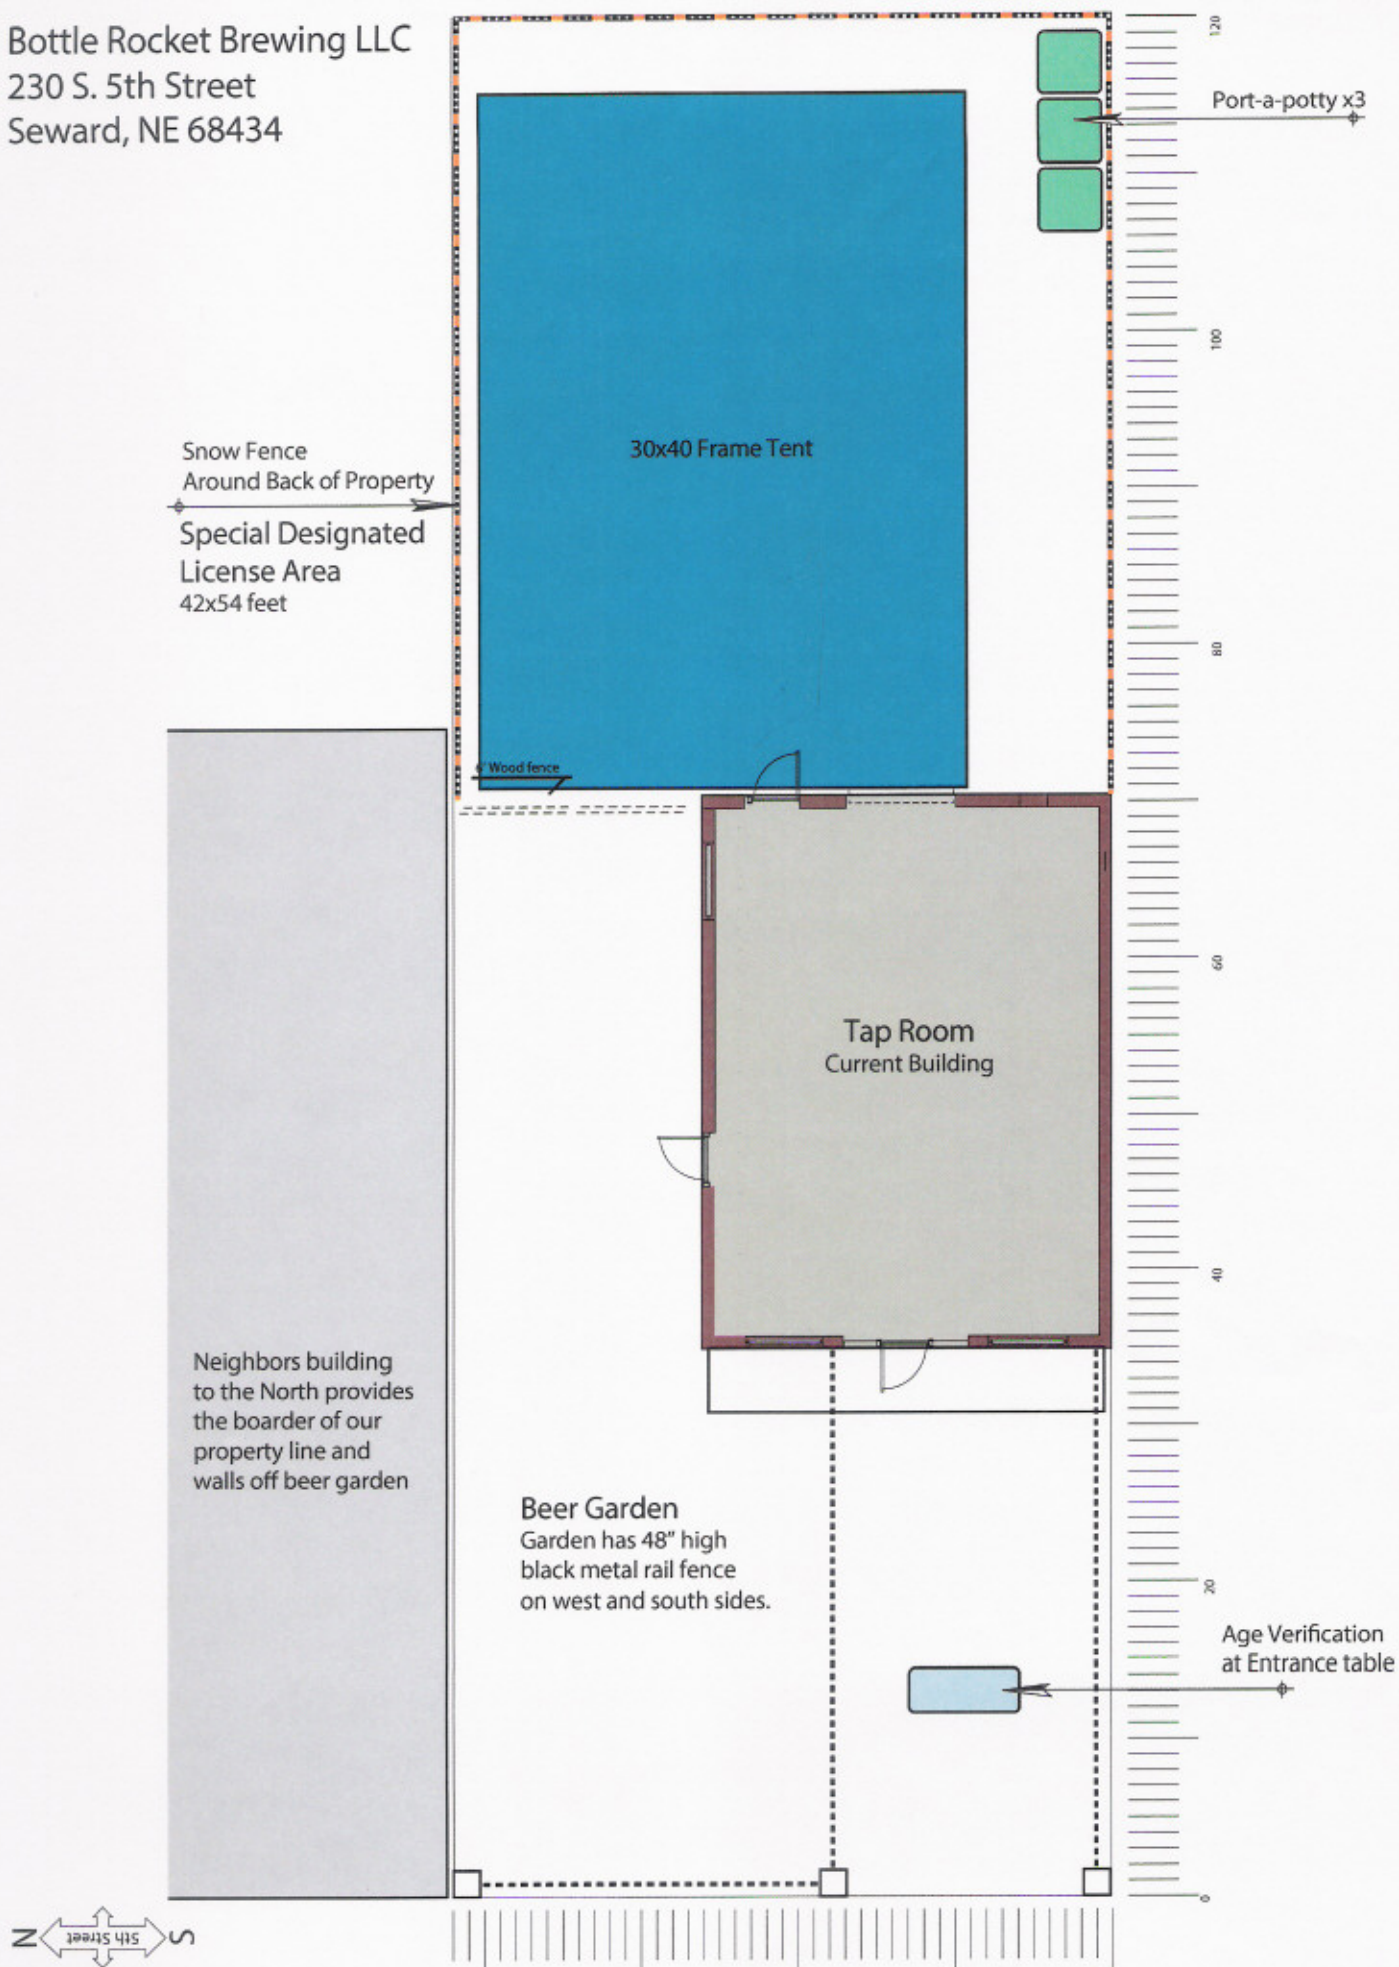 Bottle Rocket Brewing LLC
230 S. 5th Street
Seward, NE 68434
120
Port-a-potty x3
100
30x40 Frame Tent
Snow Fence
Around Back of Property
Special Designated
License Area
42x54 feet
80
6' Wood fence
60
Tap Room
Current Building
40
Neighbors building
to the North provides
the boarder of our
property line and
walls off beer garden
Beer Garden
Garden has 48" high
black metal rail fence
on west and south sides.
20
Age Verification
at Entrance table
0
N
5th Street
S